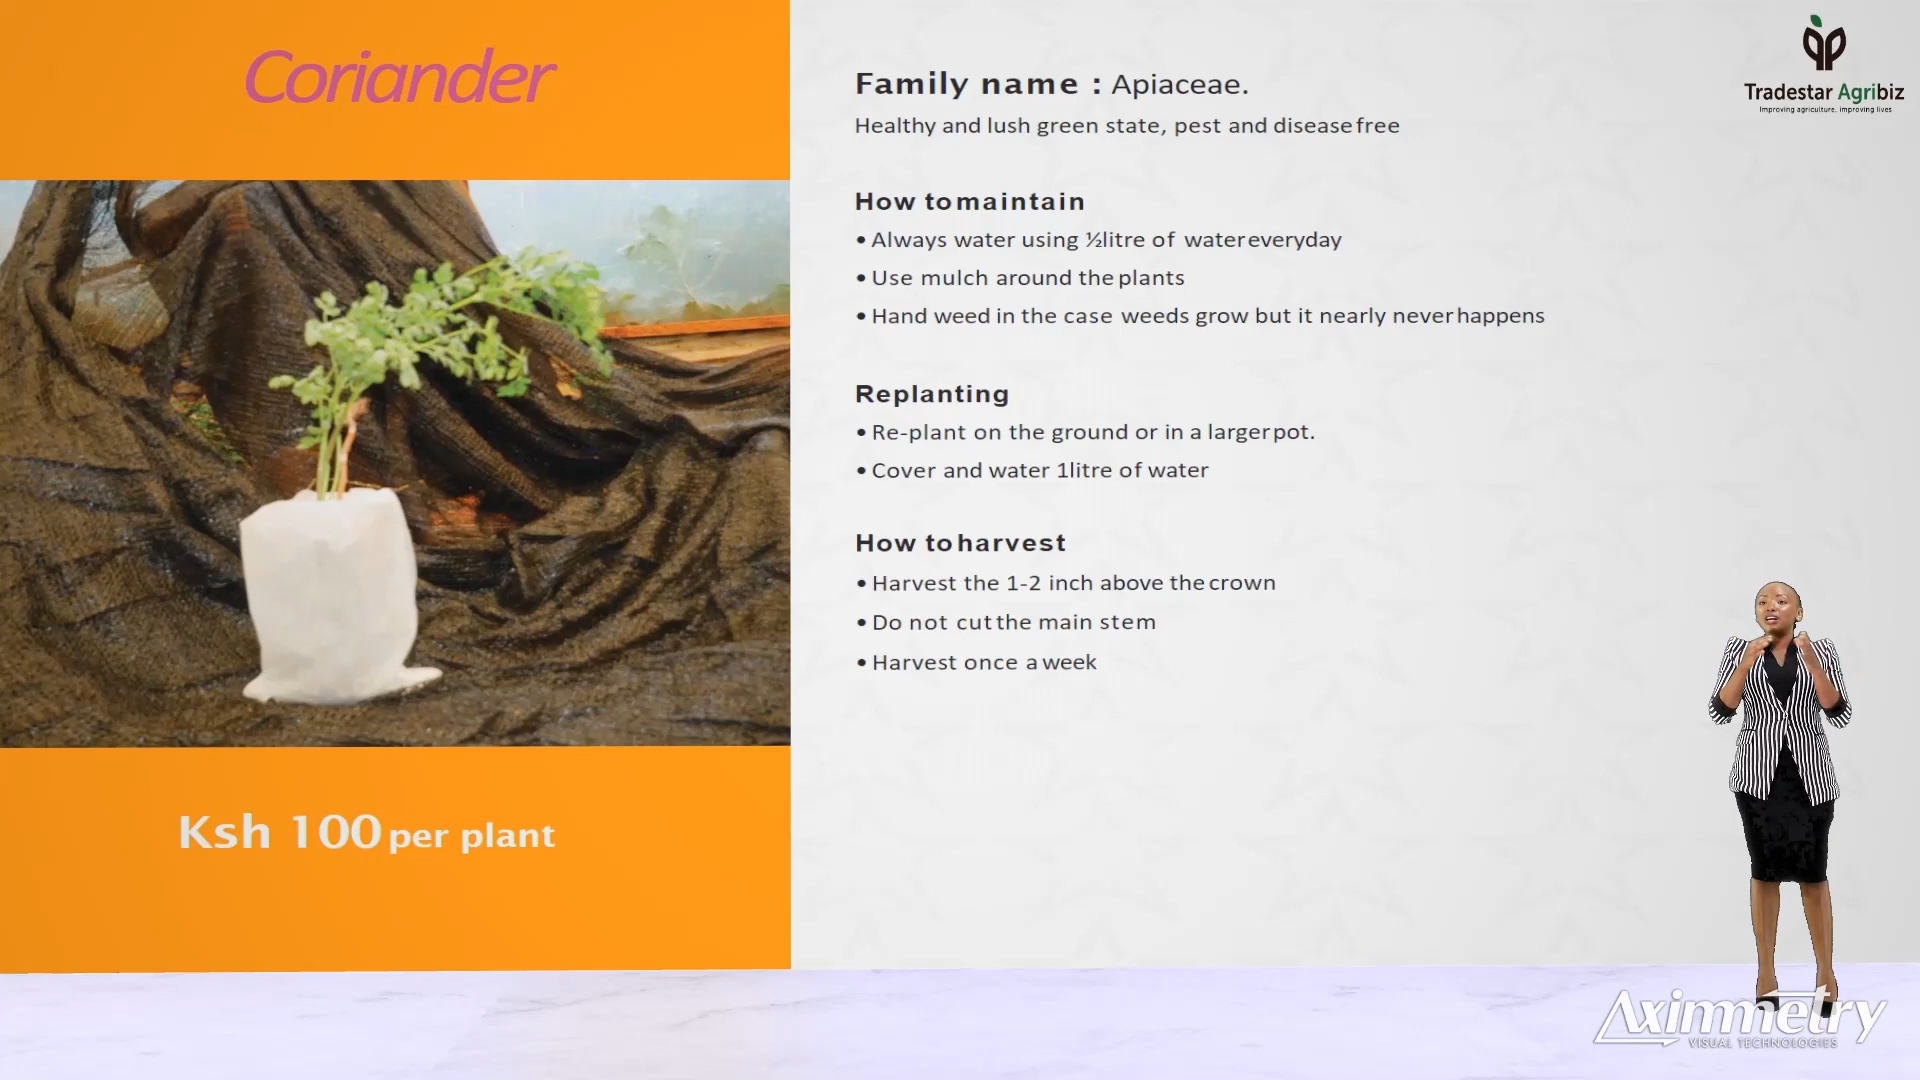 Coriander
Ksh 100 per plant
Family name : Apiaceae.
Healthy and lush green state, pest and disease free
How to maintain
• Always water using ½litre of water everyday
• Use mulch around the plants
• Hand weed in the case weeds grow but it nearly never happens
Replanting
• Re-plant on the ground or in a larger pot.
• Cover and water 1litre of water
How to harvest
• Harvest the 1-2 inch above the crown
• Do not cut the main stem
• Harvest once a week
Tradestar Agribiz
Improving agriculture, improving lives
Aximmetry
VISUAL TECHNOLOGIES